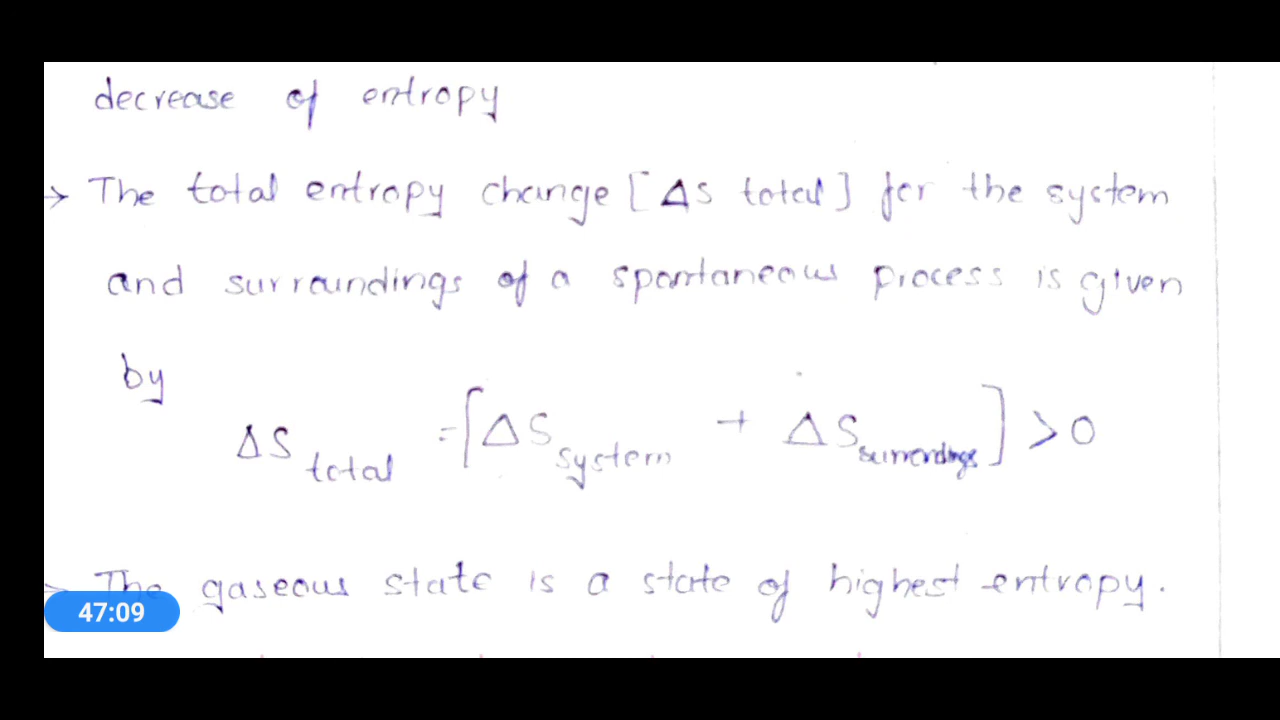 decrease of entropy
→ The total entropy change [ΔS total] for the system
and surroundings of a spontaneous process is given
by
ΔS total = [ΔS system + ΔS surroundings] > 0
The gaseous state is a state of highest entropy.
47:09